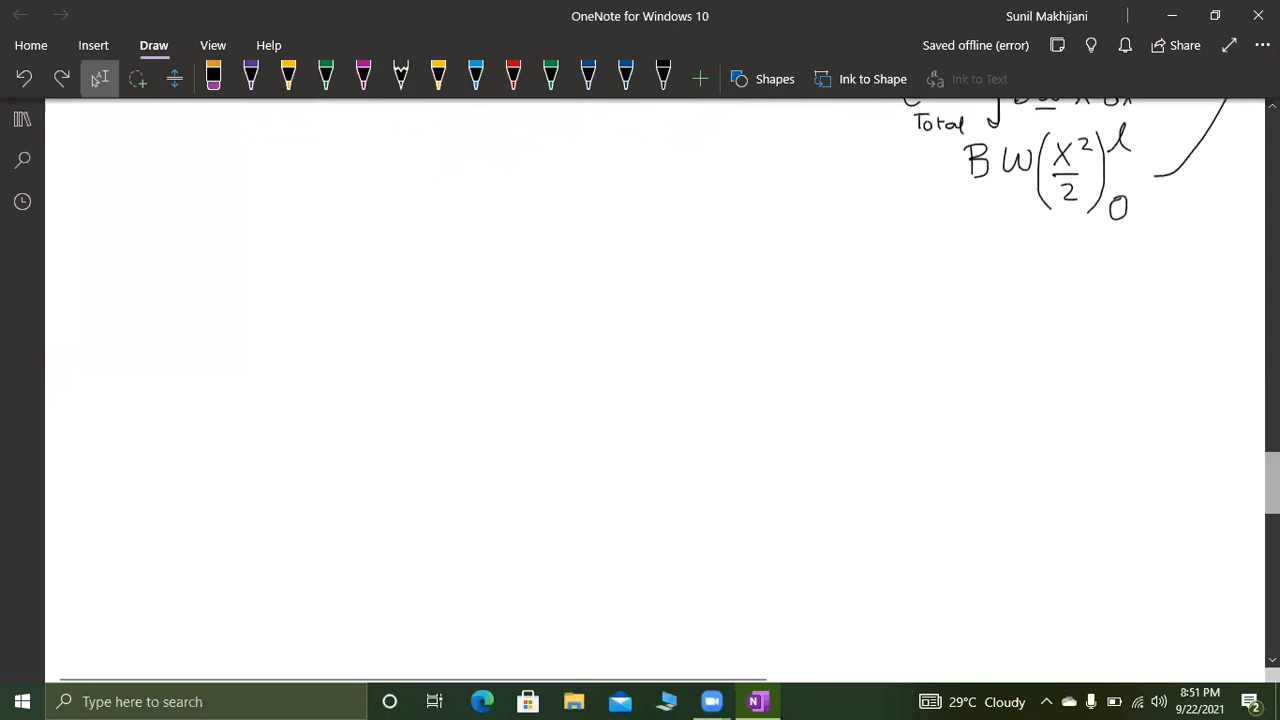 OneNote for Windows 10
Sunil Makhijani
Home Insert Draw View Help
Saved offline (error)
Share
Shapes
Ink to Shape
Ink to Text
Total
B W (x²/2) l 0
Type here to search
29°C Cloudy
8:51 PM
9/22/2021
2